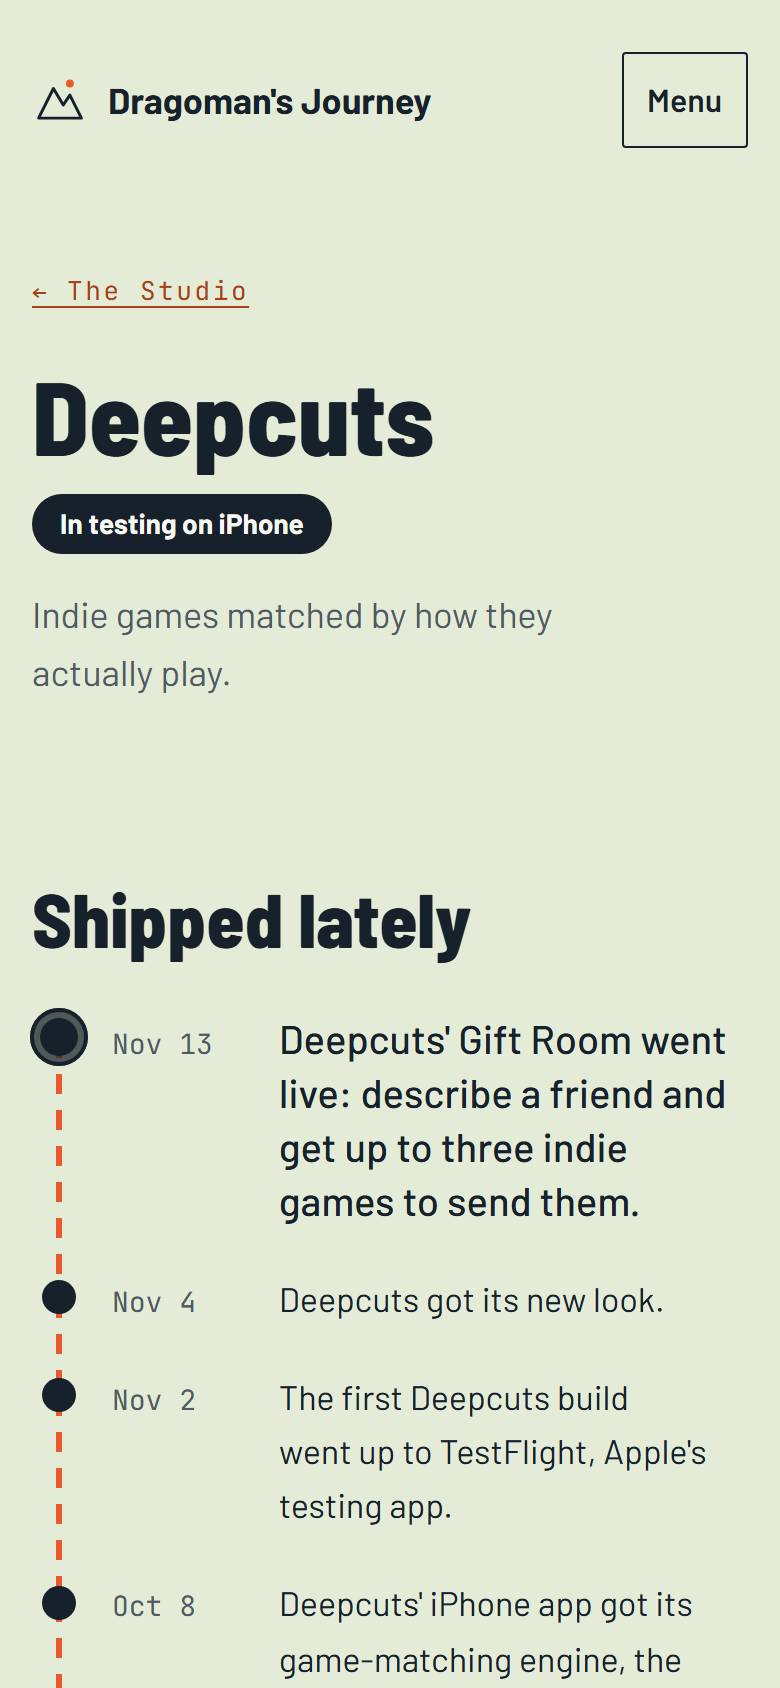 Dragoman's Journey
Menu
← The Studio
Deepcuts
In testing on iPhone
Indie games matched by how they
actually play.
Shipped lately
Nov 13
Deepcuts' Gift Room went
live: describe a friend and
get up to three indie
games to send them.
Nov 4
Deepcuts got its new look.
Nov 2
The first Deepcuts build
went up to TestFlight, Apple's
testing app.
Oct 8
Deepcuts' iPhone app got its
game-matching engine, the